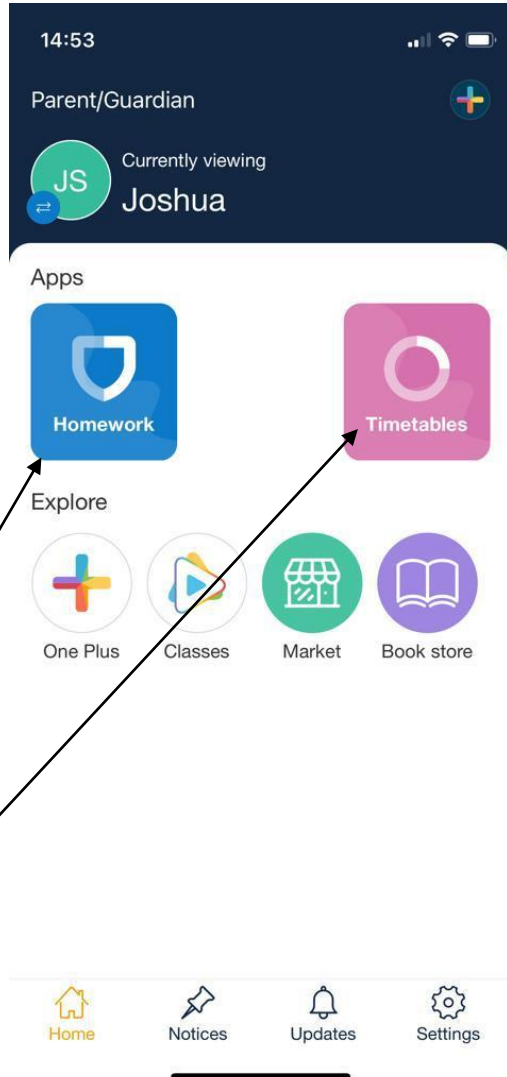 14:53
Parent/Guardian
JS
Currently viewing
Joshua
Apps
Homework Timetables
Explore
One Plus Classes Market Book store
Home Notices Updates Settings